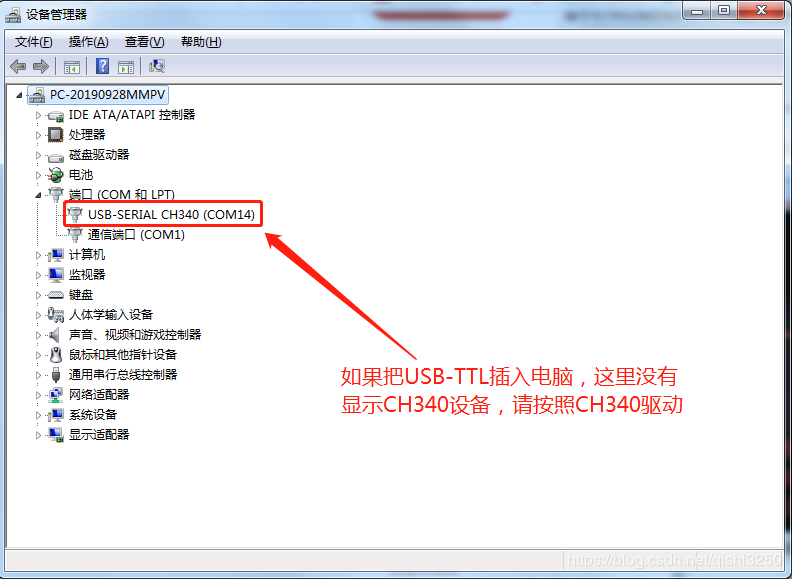 设备管理器
文件(F) 操作(A) 查看(V) 帮助(H)
PC-20190928MMPV
IDE ATA/ATAPI 控制器
处理器
磁盘驱动器
电池
端口 (COM 和 LPT)
USB-SERIAL CH340 (COM14)
通信端口 (COM1)
计算机
监视器
键盘
人体学输入设备
声音、视频和游戏控制器
鼠标和其他指针设备
通用串行总线控制器
网络适配器
系统设备
显示适配器
如果把USB-TTL插入电脑，这里没有
显示CH340设备，请按照CH340驱动
https://blog.csdn.net/qishi3250